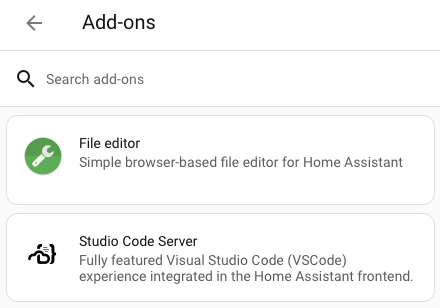 Add-ons
Search add-ons
File editor
Simple browser-based file editor for Home Assistant
Studio Code Server
Fully featured Visual Studio Code (VSCode)
experience integrated in the Home Assistant frontend.